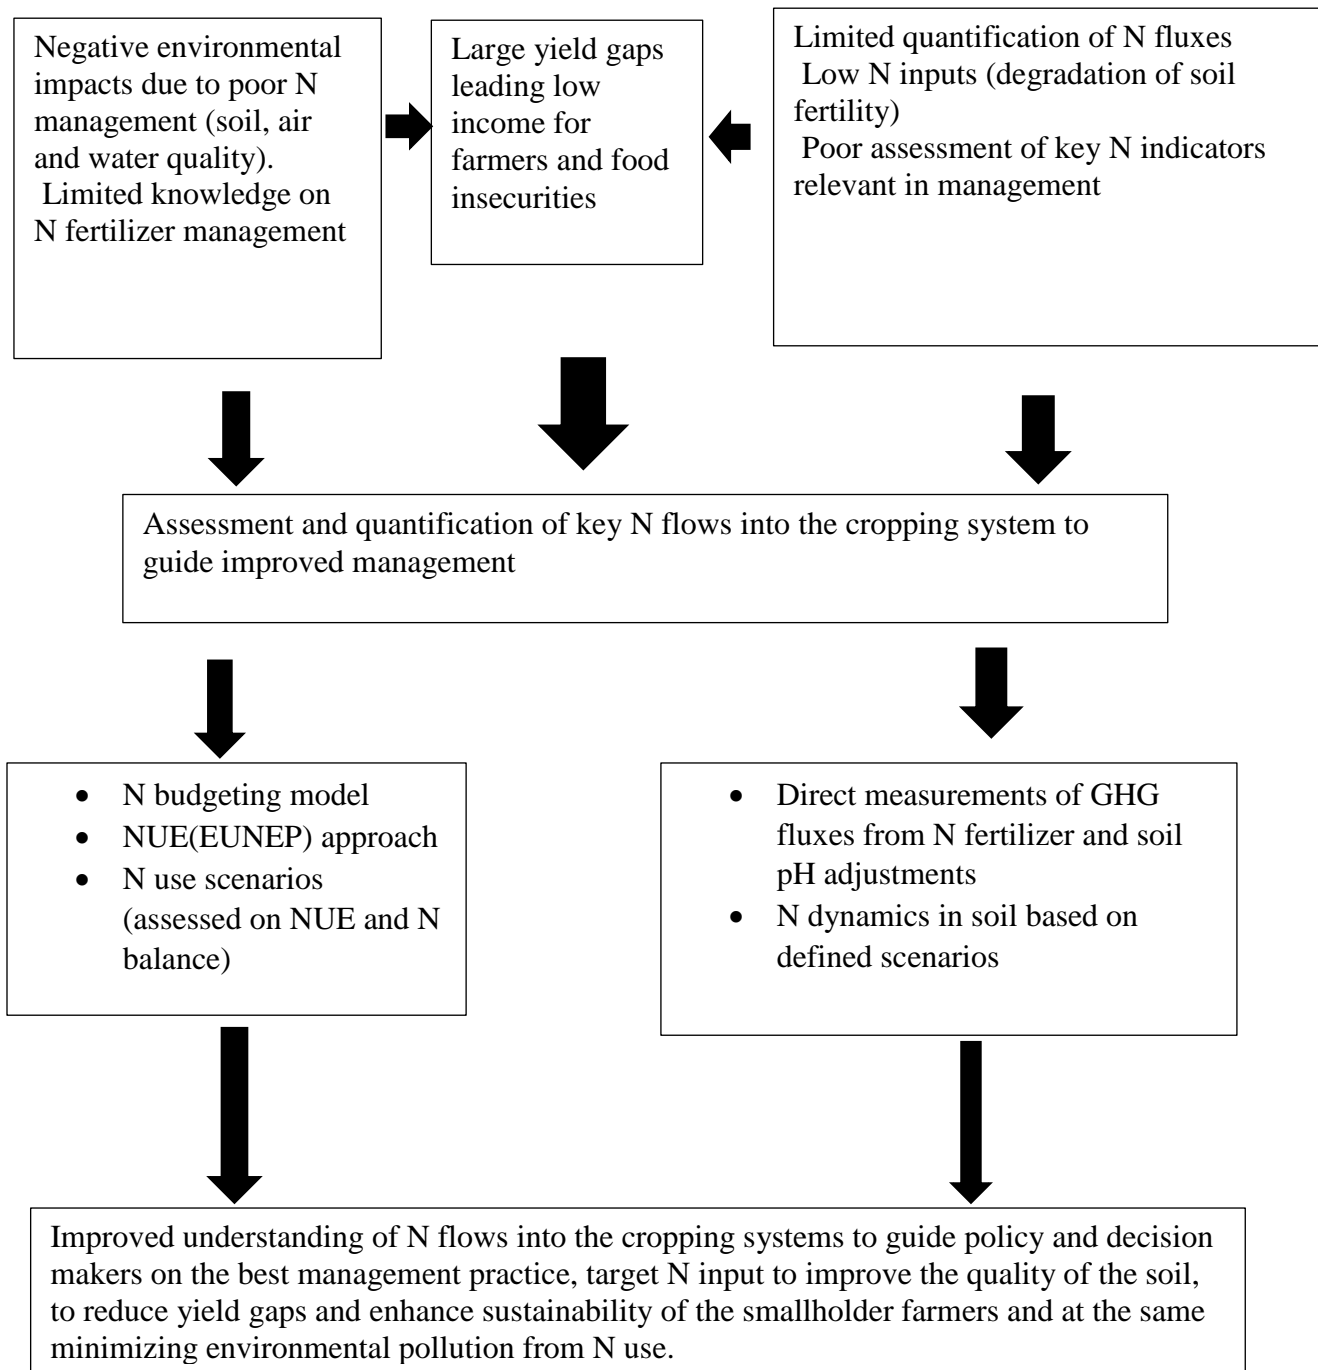 Negative environmental
impacts due to poor N
management (soil, air
and water quality).
Limited knowledge on
N fertilizer management
Large yield gaps
leading low
income for
farmers and food
insecurities
Limited quantification of N fluxes
Low N inputs (degradation of soil
fertility)
Poor assessment of key N indicators
relevant in management
Assessment and quantification of key N flows into the cropping system to
guide improved management
• N budgeting model
• NUE(EUNEP) approach
• N use scenarios
(assessed on NUE and N
balance)
• Direct measurements of GHG
fluxes from N fertilizer and soil
pH adjustments
• N dynamics in soil based on
defined scenarios
Improved understanding of N flows into the cropping systems to guide policy and decision
makers on the best management practice, target N input to improve the quality of the soil,
to reduce yield gaps and enhance sustainability of the smallholder farmers and at the same
minimizing environmental pollution from N use.